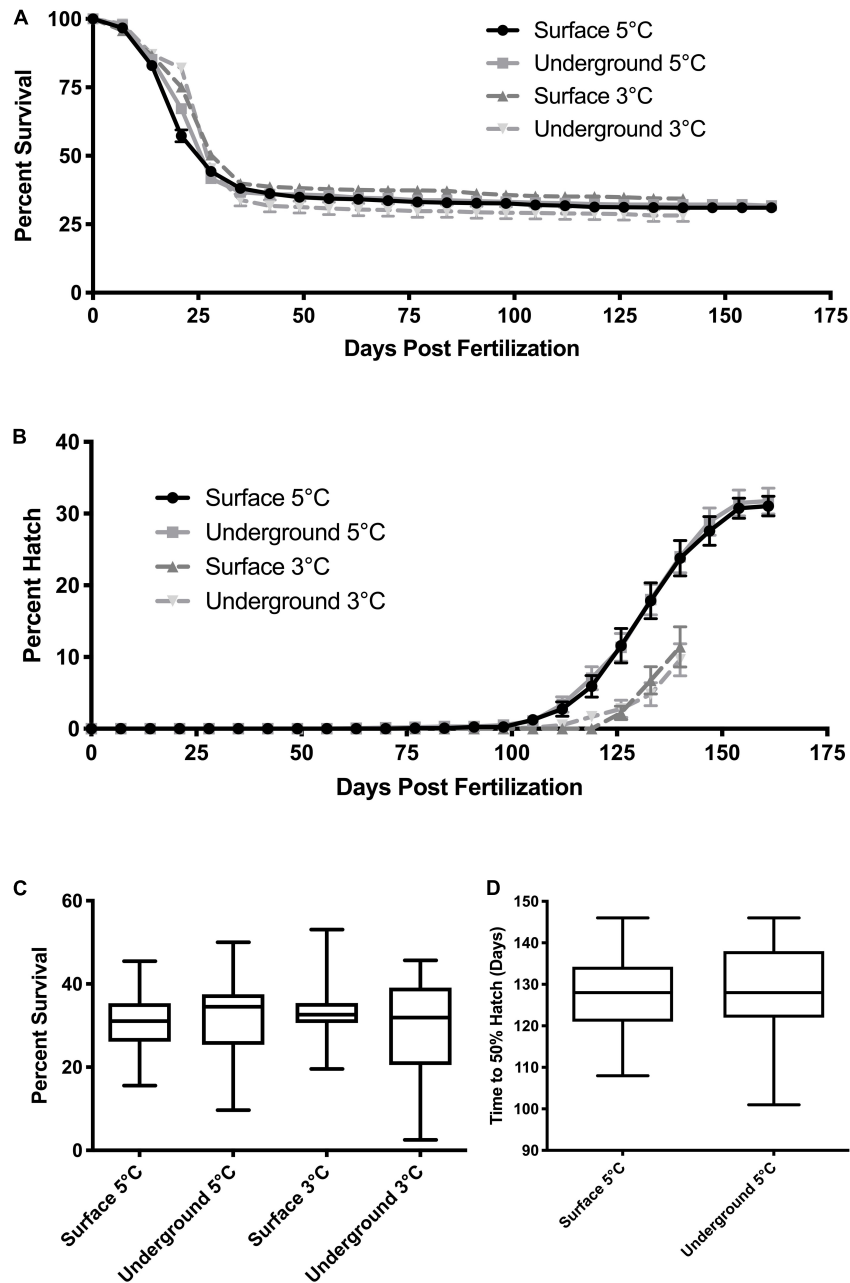 A
100
75
50
25
0
Percent Survival
Surface 5°C
Underground 5°C
Surface 3°C
Underground 3°C
0 25 50 75 100 125 150 175
Days Post Fertilization
B
40
30
20
10
0
Percent Hatch
Surface 5°C
Underground 5°C
Surface 3°C
Underground 3°C
0 25 50 75 100 125 150 175
Days Post Fertilization
C
60
40
20
0
Percent Survival
Surface 5°C
Underground 5°C
Surface 3°C
Underground 3°C
D
150
140
130
120
110
100
90
Time to 50% Hatch (Days)
Surface 5°C
Underground 5°C